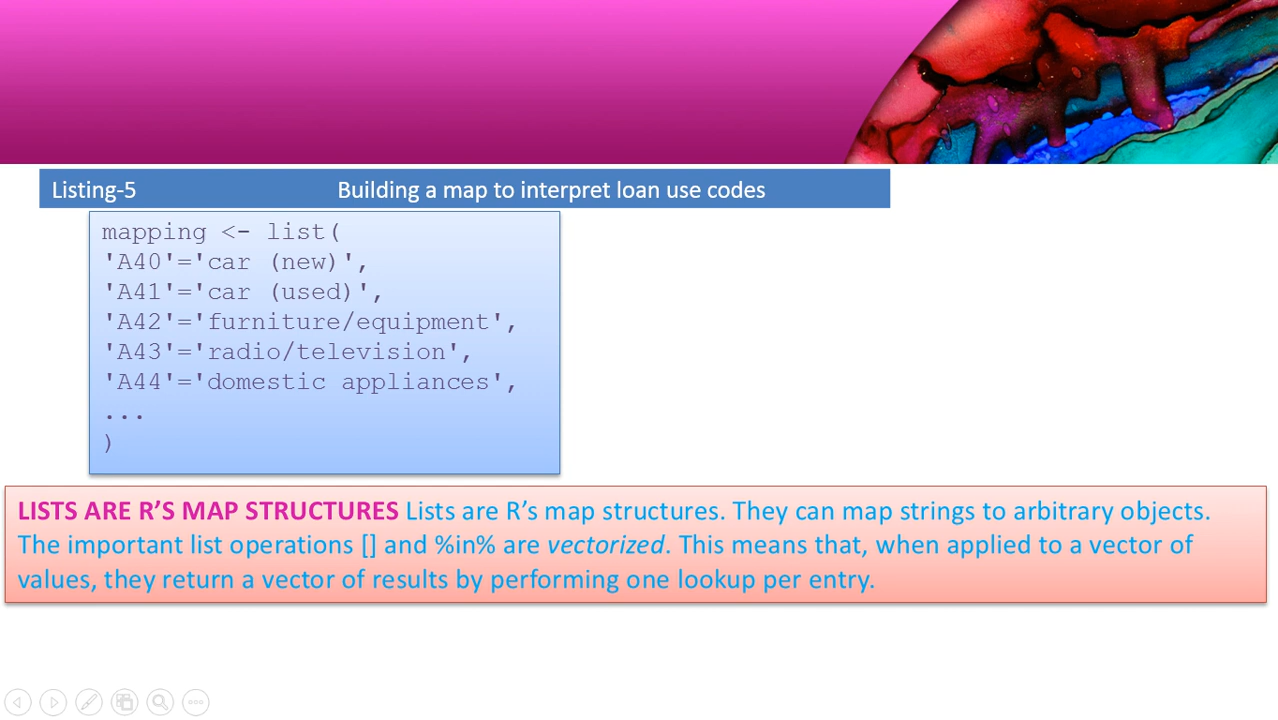 Listing-5 Building a map to interpret loan use codes
mapping <- list(
'A40'='car (new)',
'A41'='car (used)',
'A42'='furniture/equipment',
'A43'='radio/television',
'A44'='domestic appliances',
...
)
LISTS ARE R’S MAP STRUCTURES Lists are R’s map structures. They can map strings to arbitrary objects.
The important list operations [] and %in% are vectorized. This means that, when applied to a vector of
values, they return a vector of results by performing one lookup per entry.